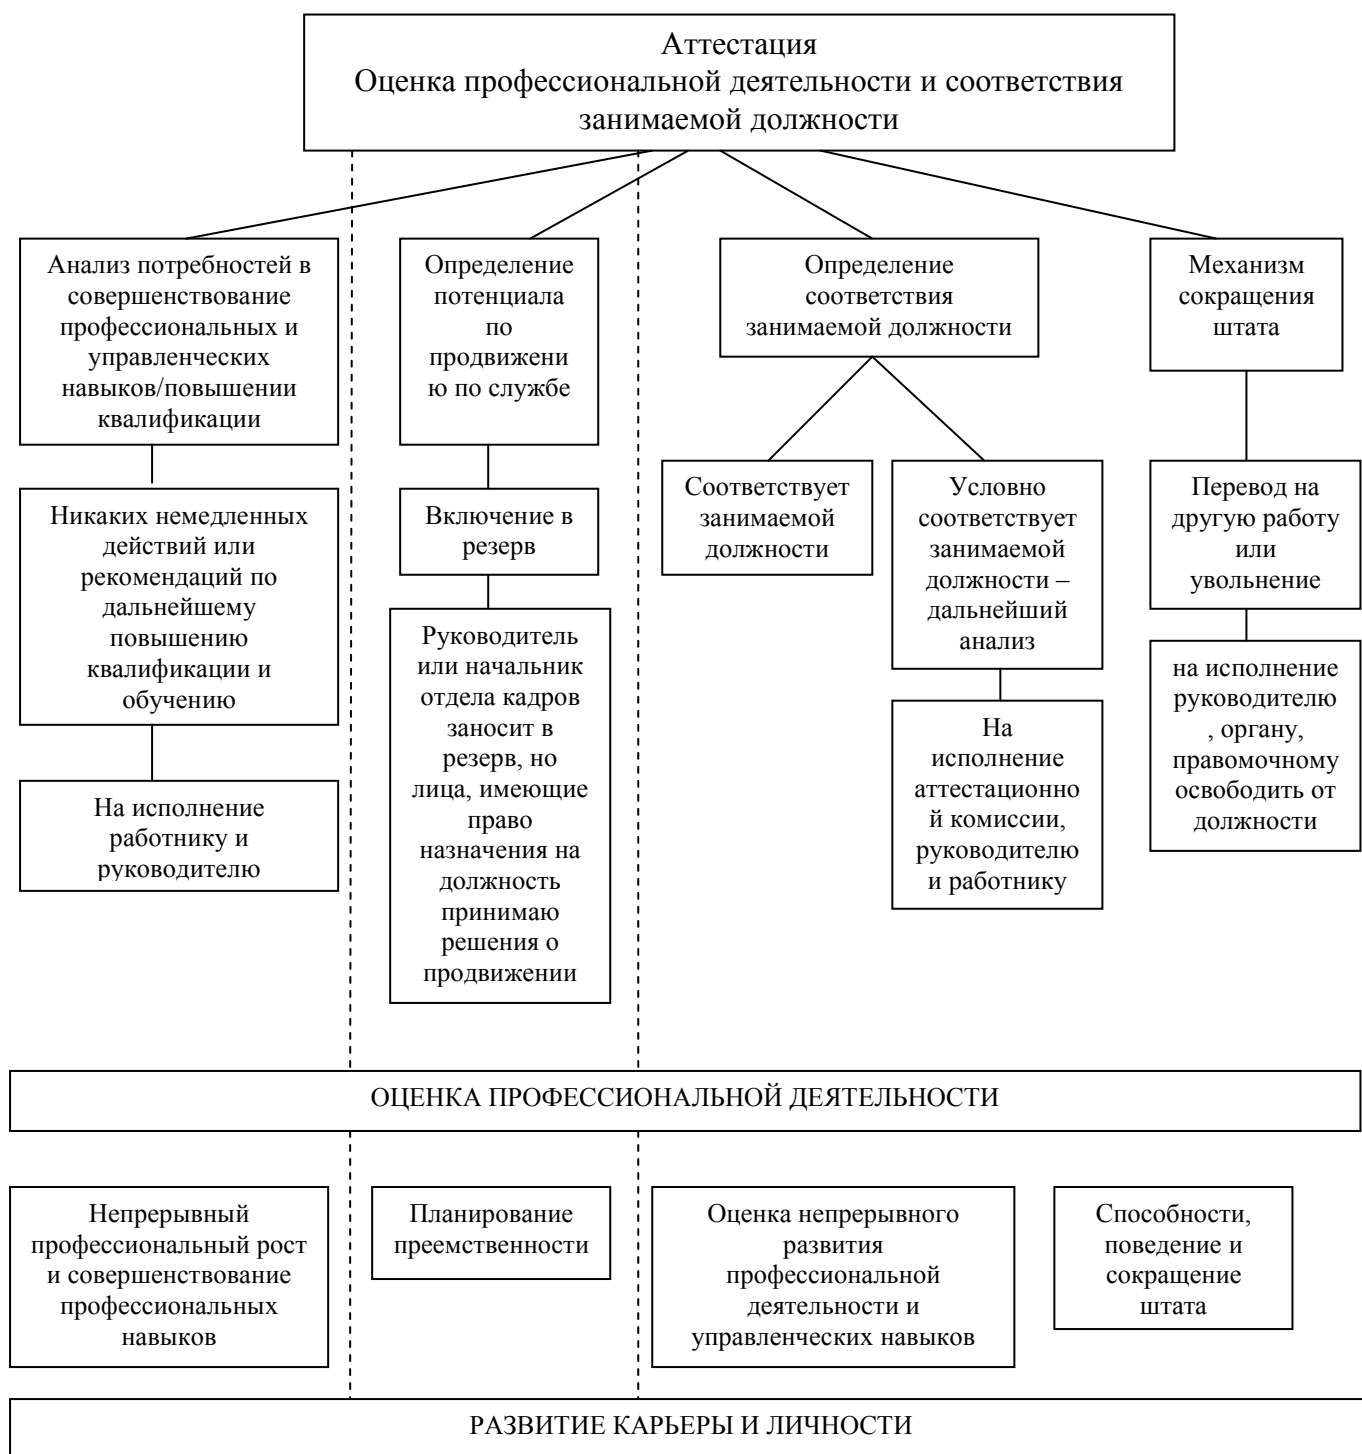 Аттестация
Оценка профессиональной деятельности и соответствия
занимаемой должности
Анализ потребностей в
совершенствование
профессиональных и
управленческих
навыков/повышении
квалификации
Определение
потенциала
по
продвижени
ю по службе
Определение
соответствия
занимаемой должности
Механизм
сокращения
штата
Никаких немедленных
действий или
рекомендаций по
дальнейшему
повышению
квалификации и
обучению
Включение в
резерв
Соответствует
занимаемой
должности
Условно
соответствует
занимаемой
должности –
дальнейший
анализ
Перевод на
другую работу
или
увольнение
На исполнение
работнику и
руководителю
Руководитель
или начальник
отдела кадров
заносит в
резерв, но
лица, имеющие
право
назначения на
должность
принимаю
решения о
продвижении
На
исполнение
аттестационно
й комиссии,
руководителю
и работнику
на исполнение
руководителю
, органу,
правомочному
освободить от
должности
ОЦЕНКА ПРОФЕССИОНАЛЬНОЙ ДЕЯТЕЛЬНОСТИ
Непрерывный
профессиональный рост
и совершенствование
профессиональных
навыков
Планирование
преемственности
Оценка непрерывного
развития
профессиональной
деятельности и
управленческих навыков
Способности,
поведение и
сокращение
штата
РАЗВИТИЕ КАРЬЕРЫ И ЛИЧНОСТИ